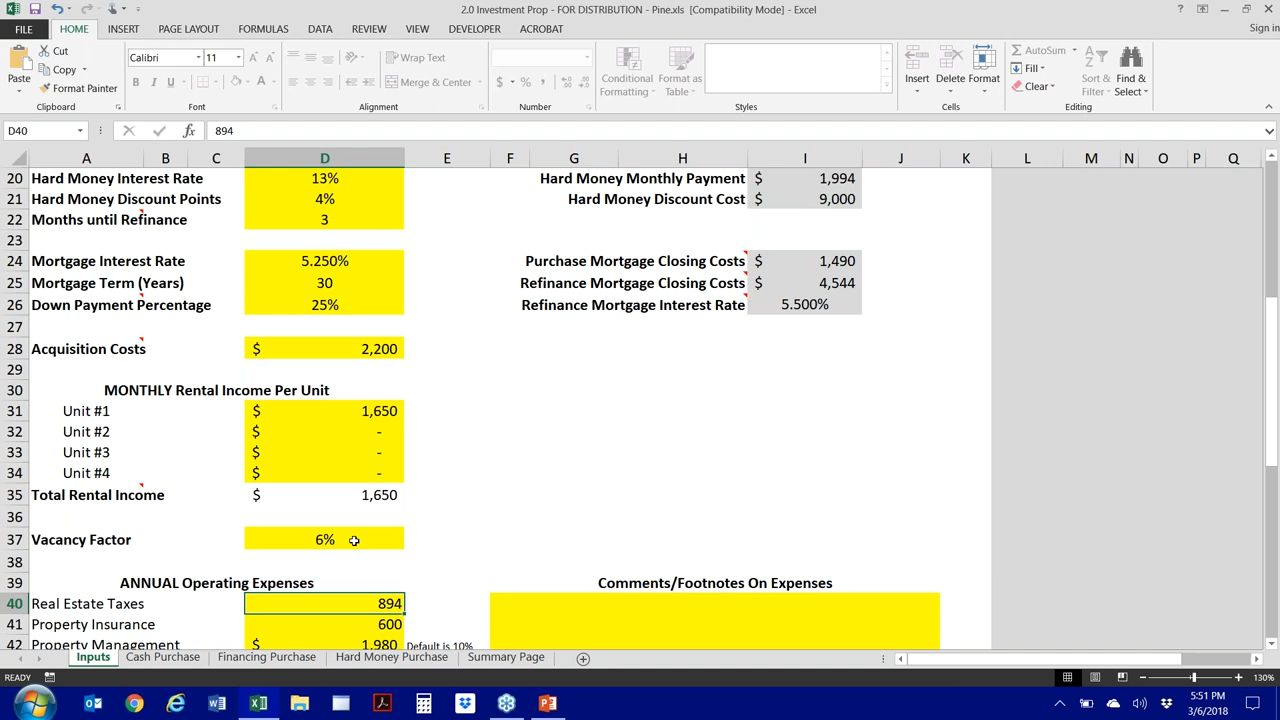 2.0 Investment Prop - FOR DISTRIBUTION - Pine.xls [Compatibility Mode] - Excel
FILE HOME INSERT PAGE LAYOUT FORMULAS DATA REVIEW VIEW DEVELOPER ACROBAT Sign in
Paste Cut Copy Format Painter
Calibri 11
B I U A
Wrap Text
Merge & Center
$ % ,
Conditional Formatting Format as Table
Insert Delete Format
AutoSum Fill Clear
Sort & Filter Find & Select
Clipboard Font Alignment Number Styles Cells Editing
D40 fx 894
A B C D E F G H I J K L M N O P Q
20 Hard Money Interest Rate 13% Hard Money Monthly Payment $ 1,994
21 Hard Money Discount Points 4% Hard Money Discount Cost $ 9,000
22 Months until Refinance 3
23
24 Mortgage Interest Rate 5.250% Purchase Mortgage Closing Costs $ 1,490
25 Mortgage Term (Years) 30 Refinance Mortgage Closing Costs $ 4,544
26 Down Payment Percentage 25% Refinance Mortgage Interest Rate 5.500%
27
28 Acquisition Costs $ 2,200
29
30 MONTHLY Rental Income Per Unit
31 Unit #1 $ 1,650
32 Unit #2 $ -
33 Unit #3 $ -
34 Unit #4 $ -
35 Total Rental Income $ 1,650
36
37 Vacancy Factor 6%
38
39 ANNUAL Operating Expenses Comments/Footnotes On Expenses
40 Real Estate Taxes 894
41 Property Insurance 600
42 Property Management $ 1,980 Default is 10%
Inputs Cash Purchase Financing Purchase Hard Money Purchase Summary Page
READY 130%
5:51 PM
3/6/2018